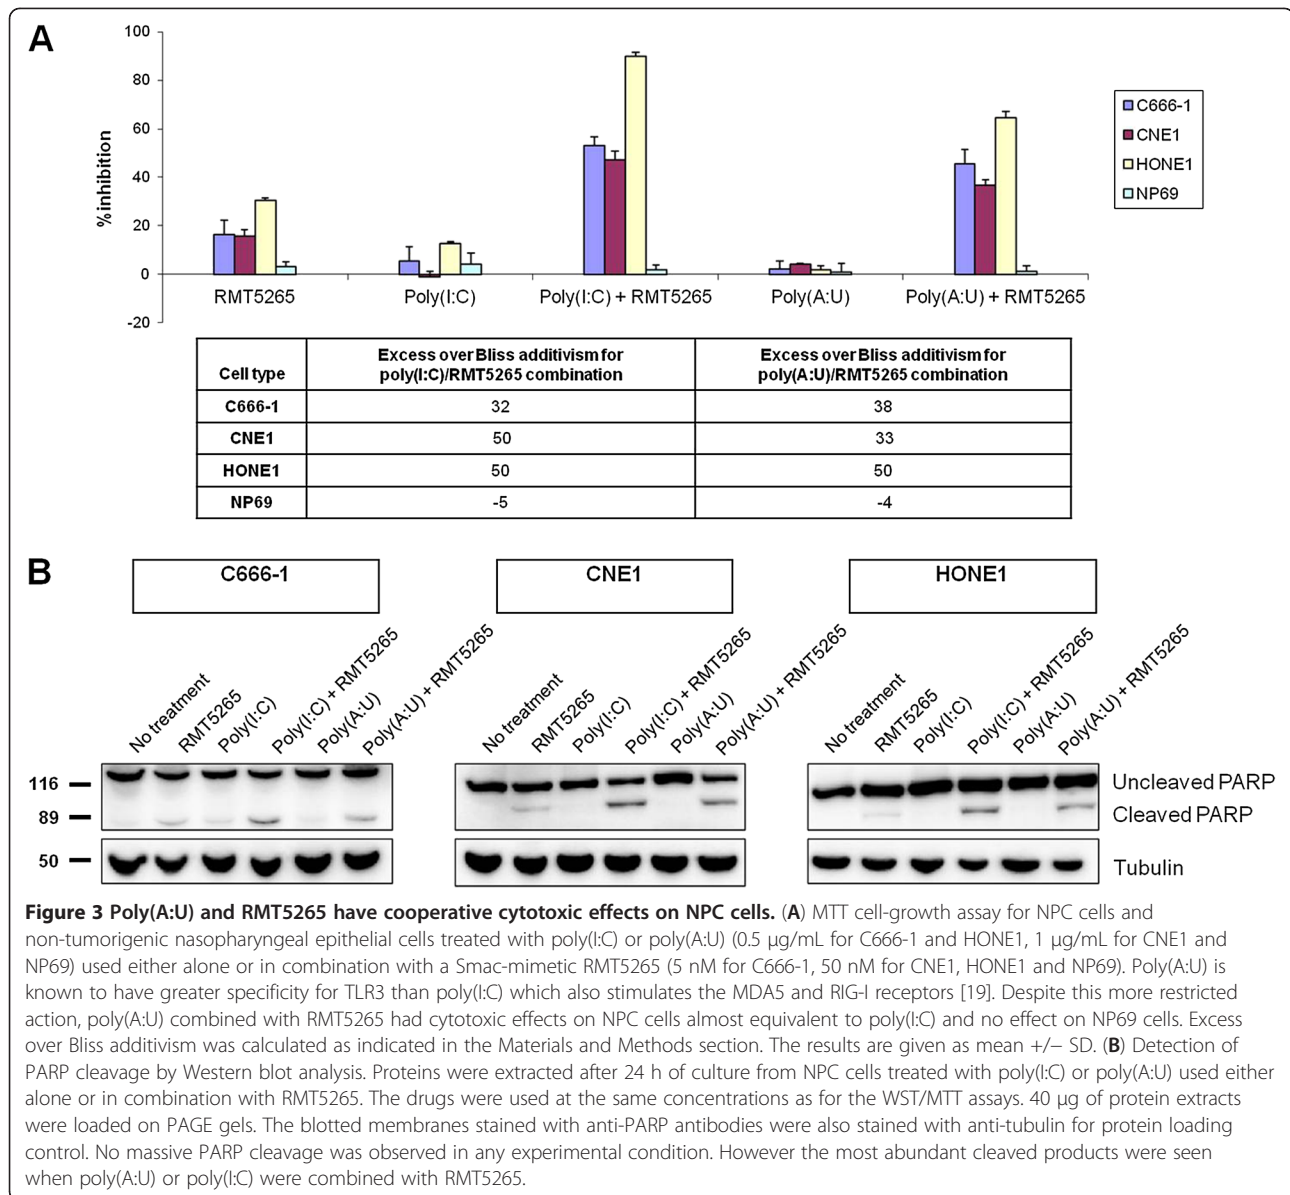 A
100
80
60
40
20
0
-20
% inhibition
C666-1
CNE1
HONE1
NP69
RMT5265 Poly(I:C) Poly(I:C) + RMT5265 Poly(A:U) Poly(A:U) + RMT5265
Cell type Excess over Bliss additivism for poly(I:C)/RMT5265 combination Excess over Bliss additivism for poly(A:U)/RMT5265 combination
C666-1 32 38
CNE1 50 33
HONE1 50 50
NP69 -5 -4
B
C666-1 CNE1 HONE1
No treatment RMT5265 Poly(I:C) Poly(I:C) + RMT5265 Poly(A:U) Poly(A:U) + RMT5265
No treatment RMT5265 Poly(I:C) Poly(I:C) + RMT5265 Poly(A:U) Poly(A:U) + RMT5265
No treatment RMT5265 Poly(I:C) Poly(I:C) + RMT5265 Poly(A:U) Poly(A:U) + RMT5265
116
89
50
Uncleaved PARP
Cleaved PARP
Tubulin
Figure 3 Poly(A:U) and RMT5265 have cooperative cytotoxic effects on NPC cells. (A) MTT cell-growth assay for NPC cells and
non-tumorigenic nasopharyngeal epithelial cells treated with poly(I:C) or poly(A:U) (0.5 μg/mL for C666-1 and HONE1, 1 μg/mL for CNE1 and
NP69) used either alone or in combination with a Smac-mimetic RMT5265 (5 nM for C666-1, 50 nM for CNE1, HONE1 and NP69). Poly(A:U) is
known to have greater specificity for TLR3 than poly(I:C) which also stimulates the MDA5 and RIG-I receptors [19]. Despite this more restricted
action, poly(A:U) combined with RMT5265 had cytotoxic effects on NPC cells almost equivalent to poly(I:C) and no effect on NP69 cells. Excess
over Bliss additivism was calculated as indicated in the Materials and Methods section. The results are given as mean +/− SD. (B) Detection of
PARP cleavage by Western blot analysis. Proteins were extracted after 24 h of culture from NPC cells treated with poly(I:C) or poly(A:U) used either
alone or in combination with RMT5265. The drugs were used at the same concentrations as for the WST/MTT assays. 40 μg of protein extracts
were loaded on PAGE gels. The blotted membranes stained with anti-PARP antibodies were also stained with anti-tubulin for protein loading
control. No massive PARP cleavage was observed in any experimental condition. However the most abundant cleaved products were seen
when poly(A:U) or poly(I:C) were combined with RMT5265.